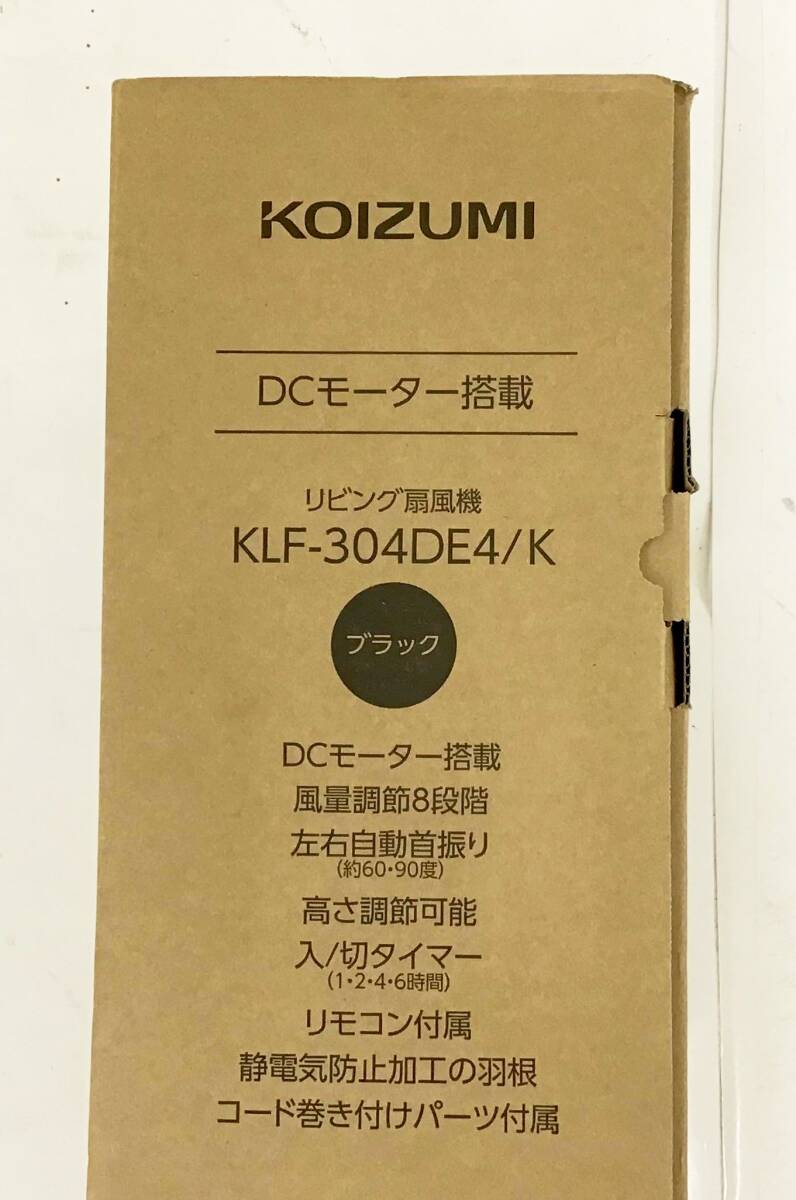 KOIZUMI
DCモーター搭載
リビング扇風機
KLF-304DE4/K
ブラック
DCモーター搭載
風量調節8段階
左右自動首振り
(約60・90度)
高さ調節可能
入/切タイマー
(1・2・4・6時間)
リモコン付属
静電気防止加工の羽根
コード巻き付けパーツ付属